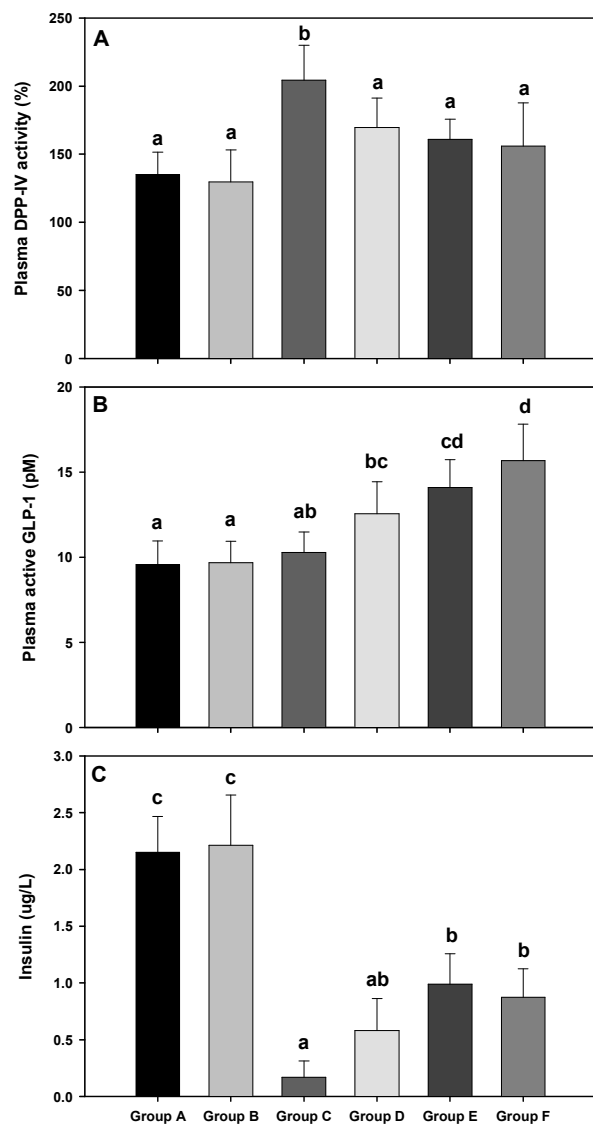 A
Plasma DPP-IV activity (%)
250
200
150
100
50
0
a
a
b
a
a
a
B
Plasma active GLP-1 (pM)
20
15
10
5
0
a
a
ab
bc
cd
d
C
Insulin (ug/L)
3.0
2.5
2.0
1.5
1.0
0.5
0.0
c
c
a
ab
b
b
Group A Group B Group C Group D Group E Group F